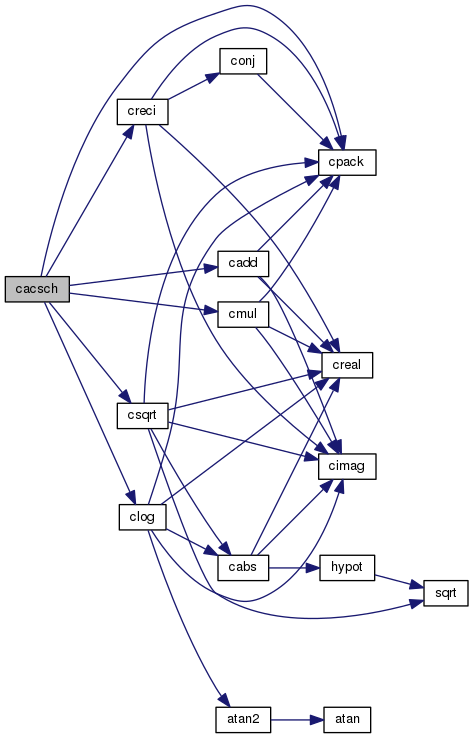 conj
creci
cpack
cadd
cacsch
cmul
creal
csqrt
cimag
clog
cabs
hypot
sqrt
atan2
atan